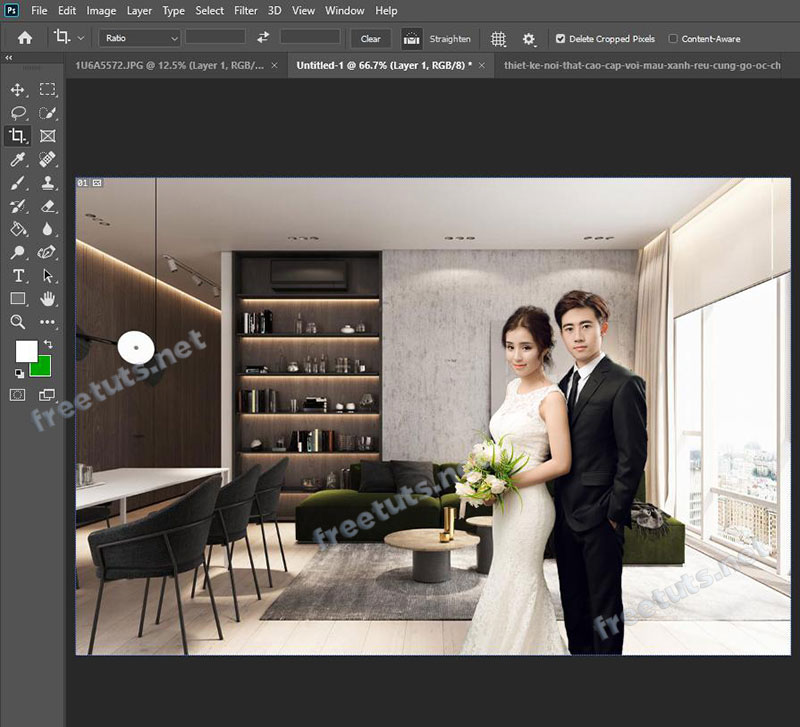 Ps File Edit Image Layer Type Select Filter 3D View Window Help
Ratio Clear Straighten Delete Cropped Pixels Content-Aware
1U6A5572.JPG @ 12.5% (Layer 1, RGB/... × Untitled-1 @ 66.7% (Layer 1, RGB/8) * × thiet-ke-noi-that-cao-cap-voi-mau-xanh-reu-cung-go-oc-ch
01
T
freetuts.net
freetuts.net
freetuts.net